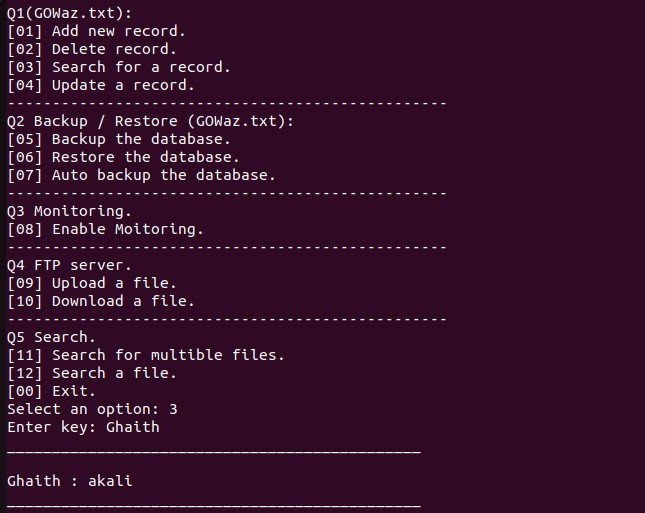 Q1(GOWaz.txt):
[01] Add new record.
[02] Delete record.
[03] Search for a record.
[04] Update a record.
-------------------------------------------------
Q2 Backup / Restore (GOWaz.txt):
[05] Backup the database.
[06] Restore the database.
[07] Auto backup the database.
-------------------------------------------------
Q3 Monitoring.
[08] Enable Moitoring.
-------------------------------------------------
Q4 FTP server.
[09] Upload a file.
[10] Download a file.
-------------------------------------------------
Q5 Search.
[11] Search for multible files.
[12] Search a file.
[00] Exit.
Select an option: 3
Enter key: Ghaith
______________________________________________
Ghaith : akali
______________________________________________